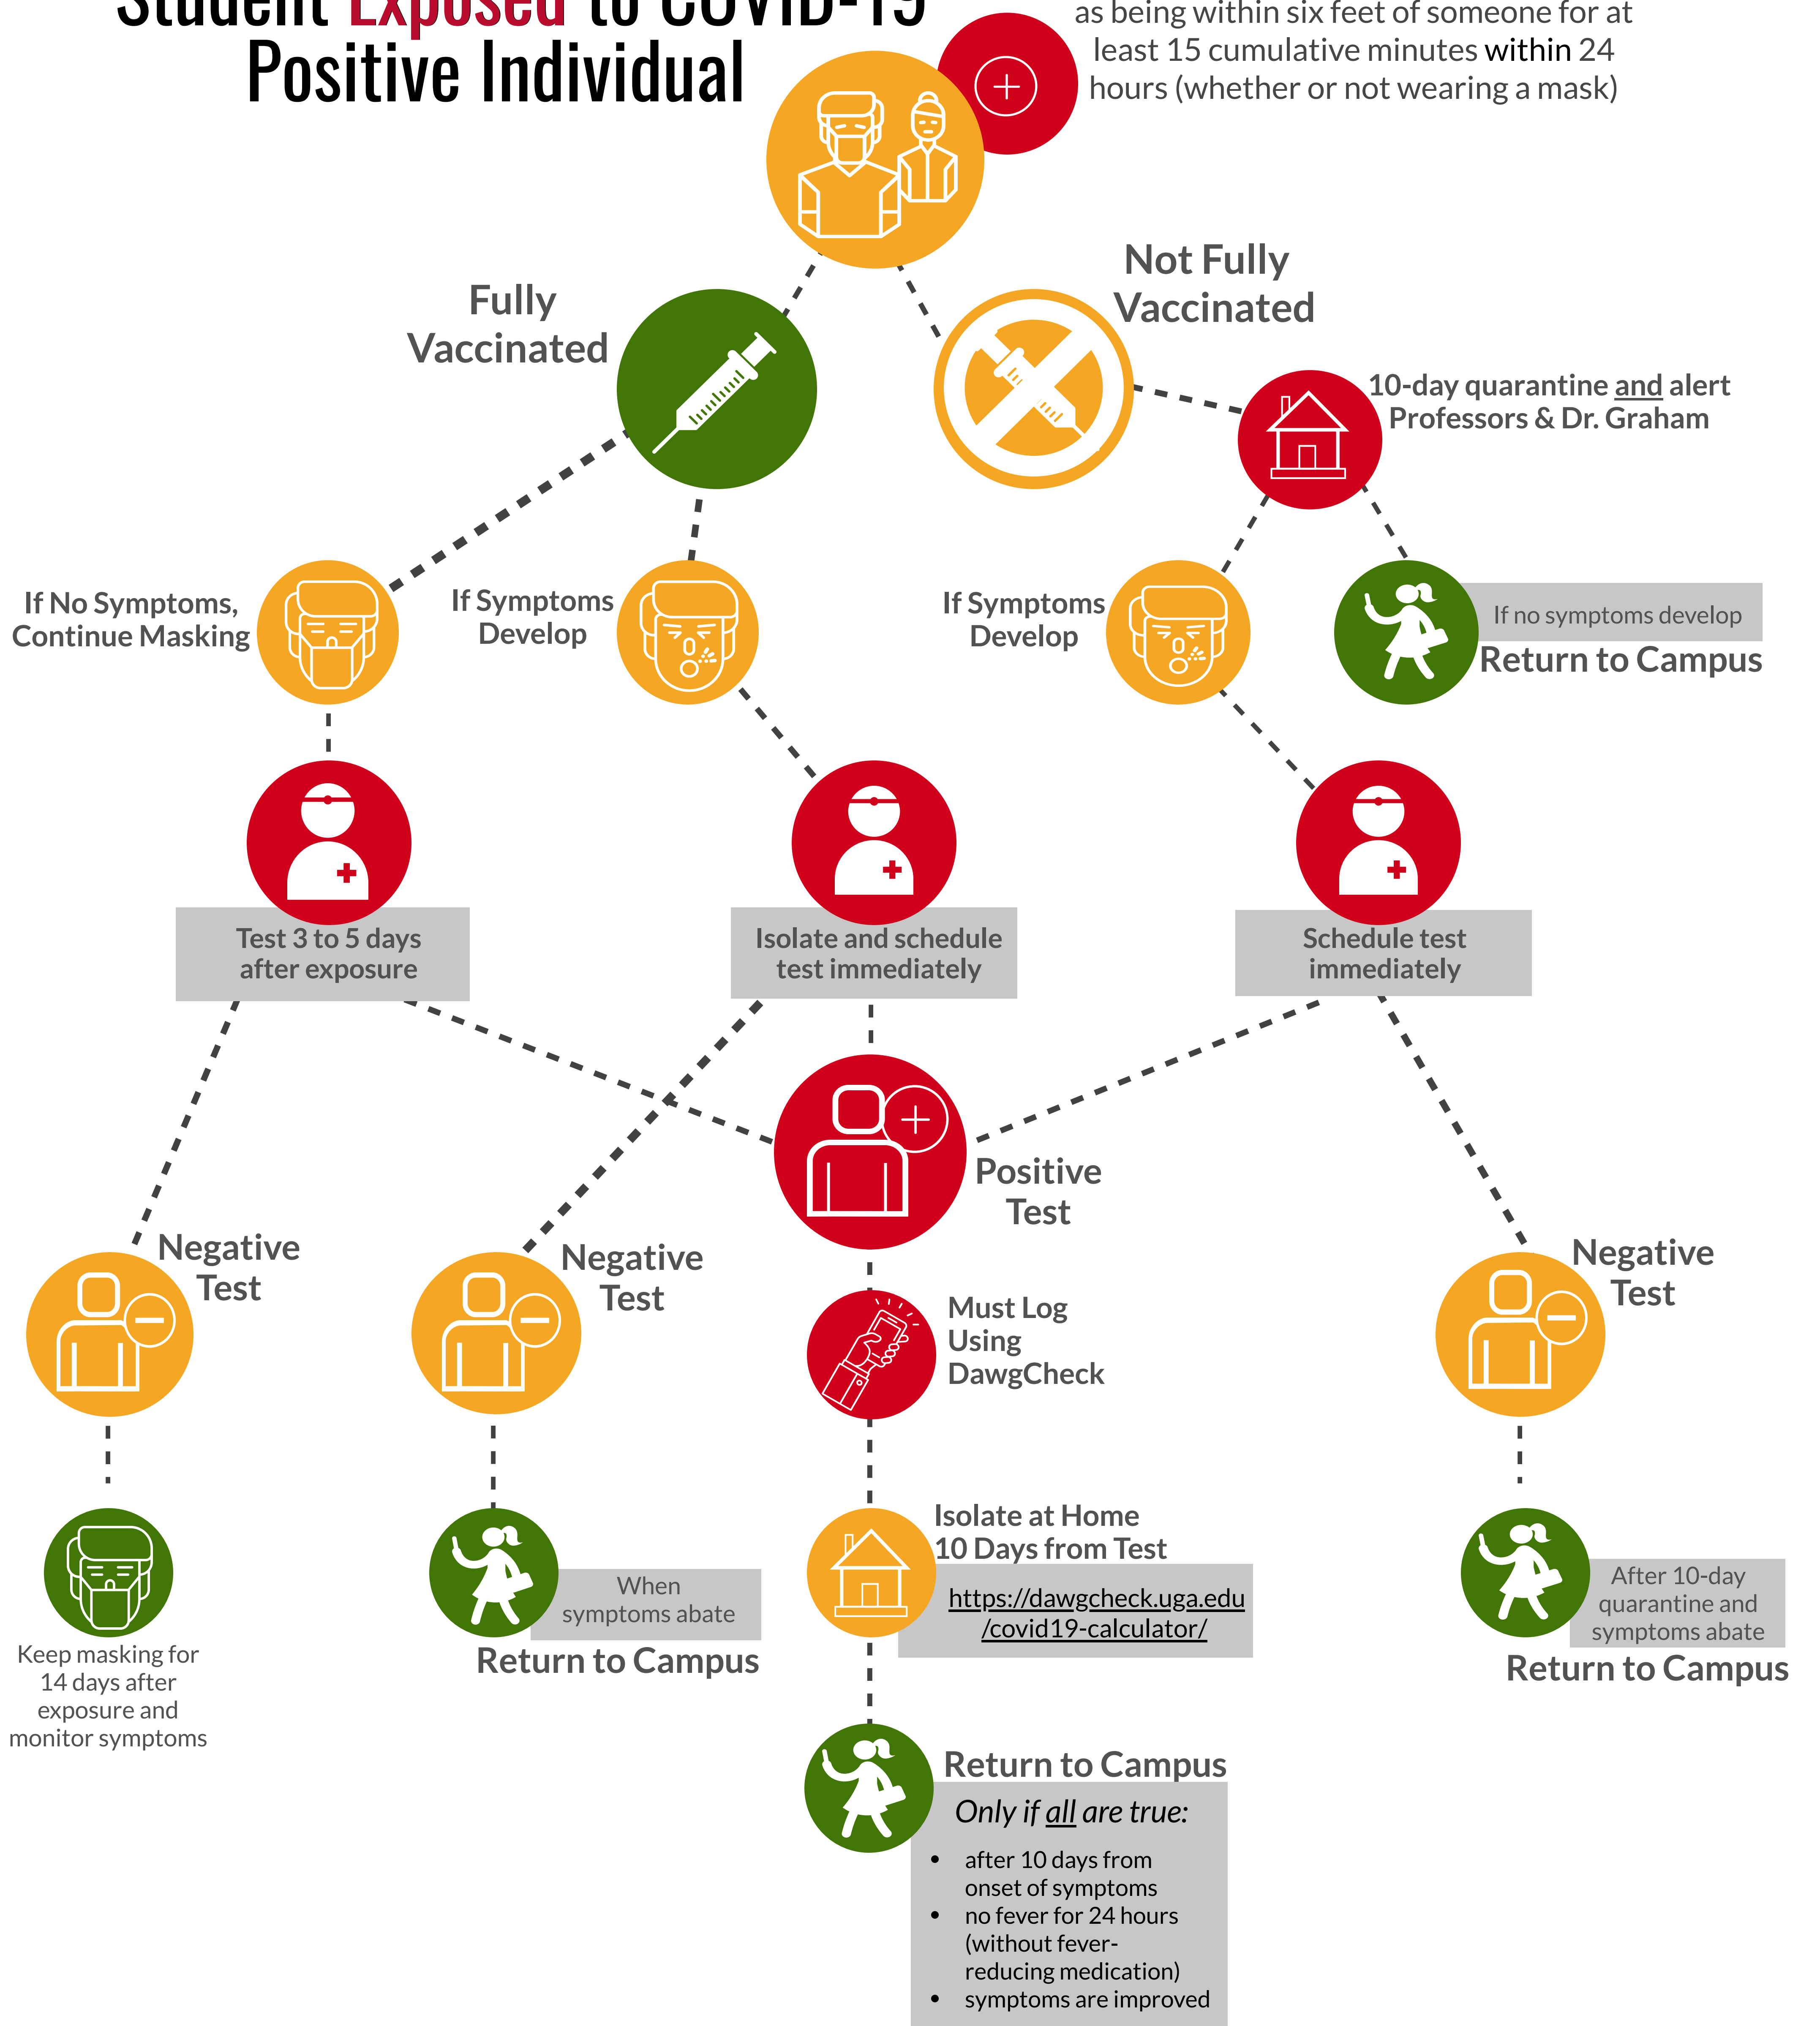 Student Exposed to COVID-19
Positive Individual
as being within six feet of someone for at
least 15 cumulative minutes within 24
hours (whether or not wearing a mask)
Fully
Vaccinated
Not Fully
Vaccinated
10-day quarantine and alert
Professors & Dr. Graham
If No Symptoms,
Continue Masking
If Symptoms
Develop
If Symptoms
Develop
If no symptoms develop
Return to Campus
Test 3 to 5 days
after exposure
Isolate and schedule
test immediately
Schedule test
immediately
Positive
Test
Negative
Test
Negative
Test
Negative
Test
Must Log
Using
DawgCheck
Keep masking for
14 days after
exposure and
monitor symptoms
When
symptoms abate
Return to Campus
Isolate at Home
10 Days from Test
https://dawgcheck.uga.edu
/covid19-calculator/
After 10-day
quarantine and
symptoms abate
Return to Campus
Return to Campus
Only if all are true:
• after 10 days from
onset of symptoms
• no fever for 24 hours
(without fever-
reducing medication)
• symptoms are improved